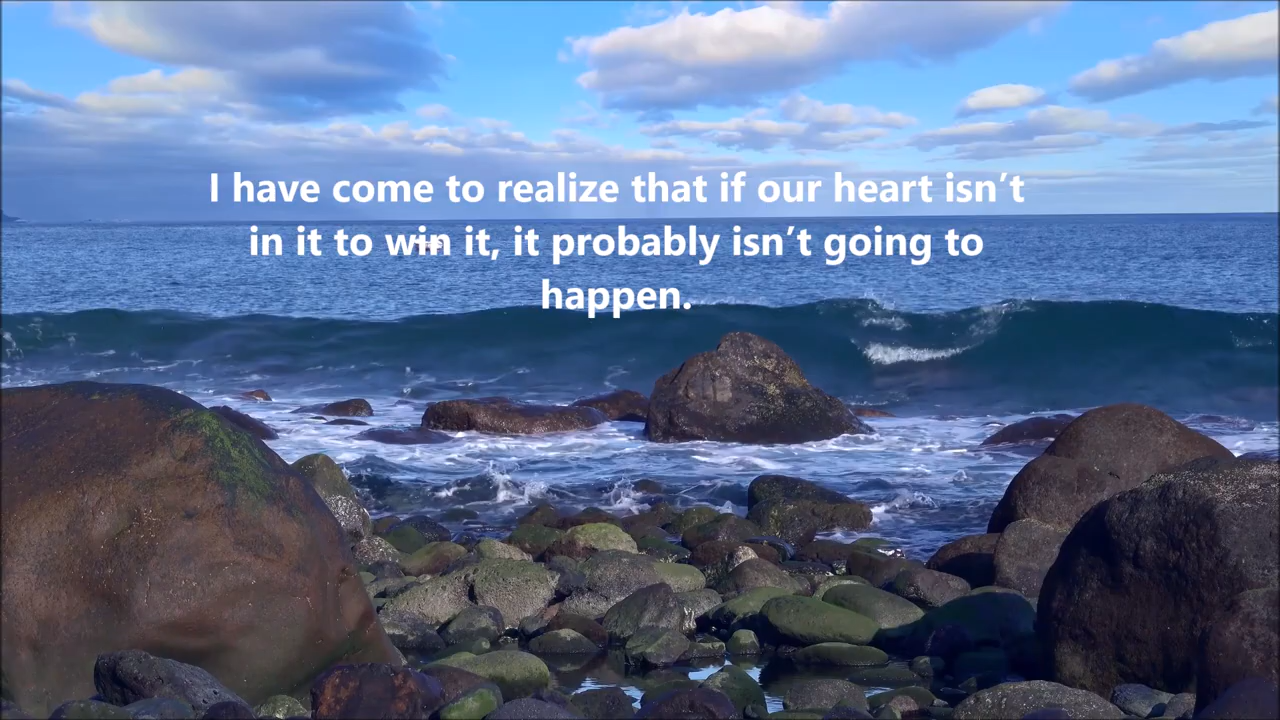 I have come to realize that if our heart isn’t
in it to win it, it probably isn’t going to
happen.